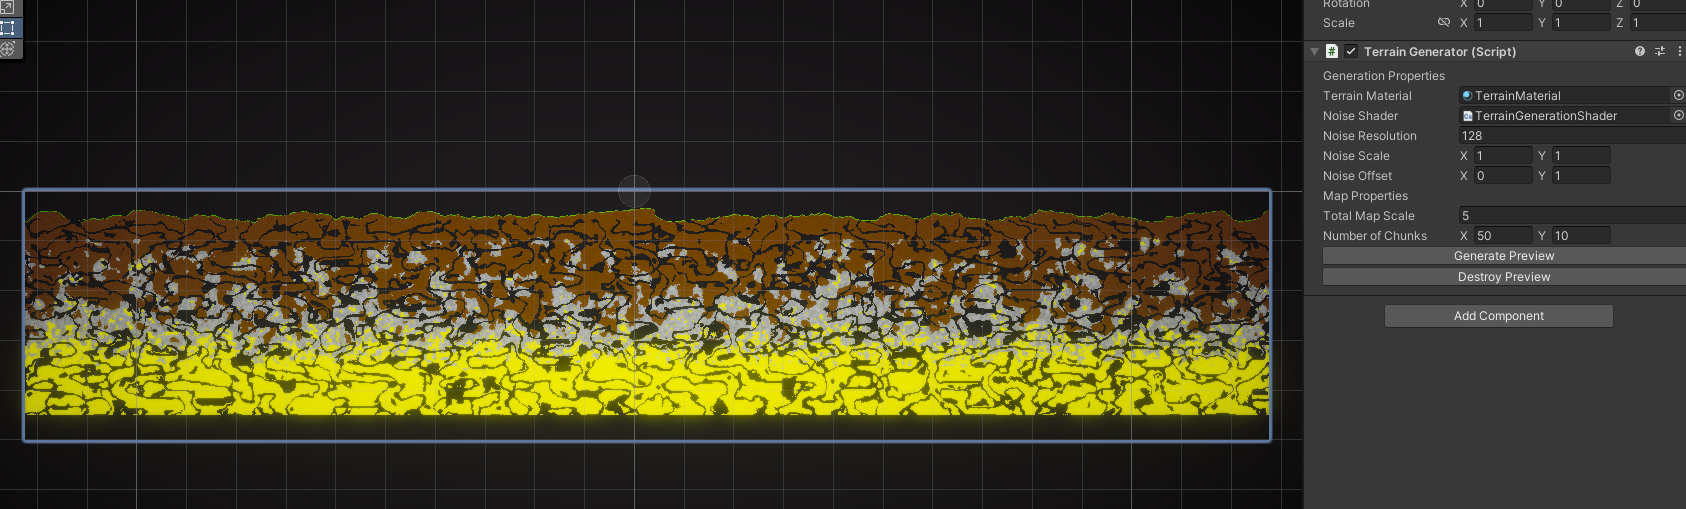 Rotation X 0 Y 0 Z 0
Scale X 1 Y 1 Z 1
# Terrain Generator (Script)
Generation Properties
Terrain Material TerrainMaterial
Noise Shader TerrainGenerationShader
Noise Resolution 128
Noise Scale X 1 Y 1
Noise Offset X 0 Y 1
Map Properties
Total Map Scale 5
Number of Chunks X 50 Y 10
Generate Preview
Destroy Preview
Add Component